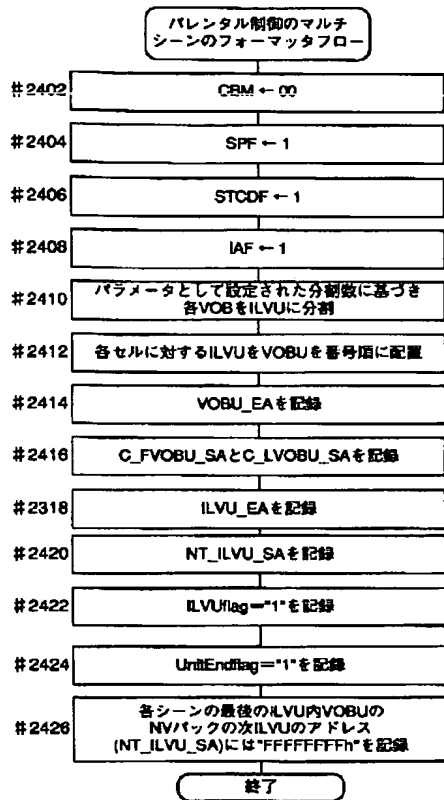 パレンタル制御のマルチ
シーンのフォーマッタフロー
#2402
CBM ← 00
#2404
SPF ← 1
#2406
STCDF ← 1
#2408
IAF ← 1
#2410
パラメータとして設定された分割数に基づき
各VOBをILVUに分割
#2412
各セルに対するILVUをVOBUを番号順に配置
#2414
VOBU_EAを記録
#2416
C_FVOBU_SAとC_LVOBU_SAを記録
#2318
ILVU_EAを記録
#2420
NT_ILVU_SAを記録
#2422
ILVUflag="1"を記録
#2424
UnitEndflag="1"を記録
#2426
各シーンの最後のILVU内VOBUの
NVパックの次ILVUのアドレス
(NT_ILVU_SA)には"FFFFFFFFh"を記録
終了